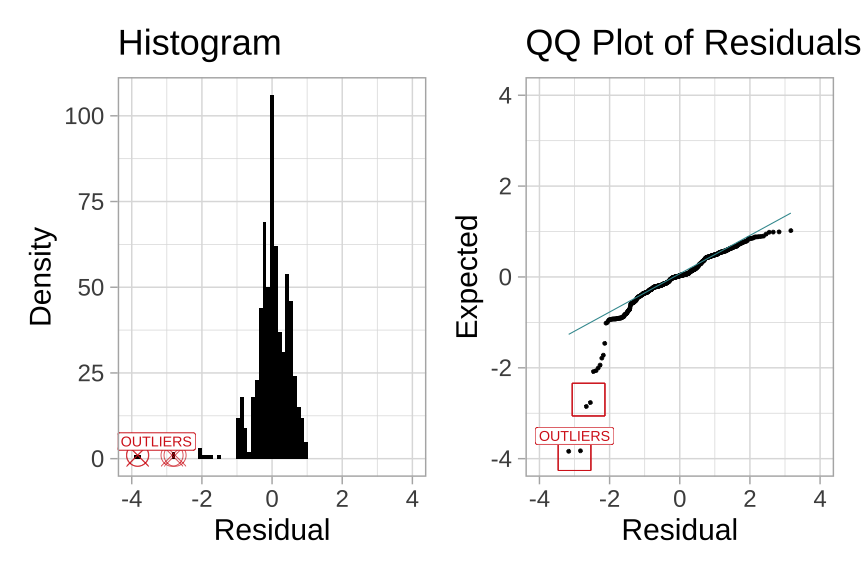 Histogram
Density
100
75
50
25
0
OUTLIERS
-4 -2 0 2 4
Residual
QQ Plot of Residuals
Expected
4
2
0
-2
-4
OUTLIERS
-4 -2 0 2 4
Residual